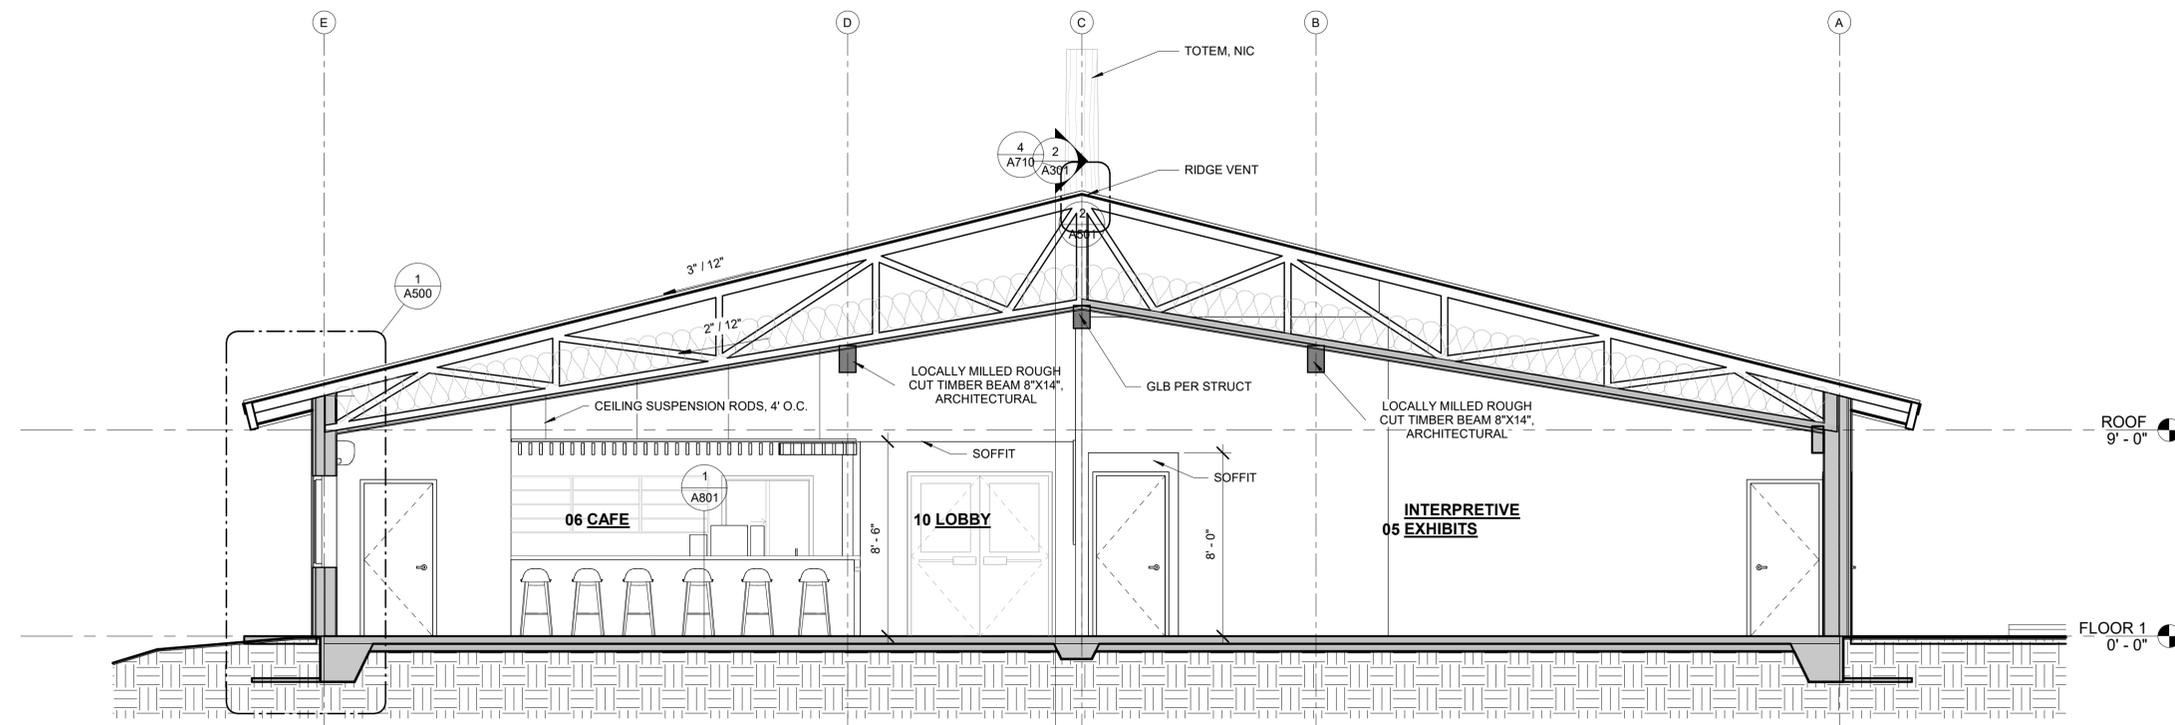 E
D
C
B
A
TOTEM, NIC
4
A710
2
A301
RIDGE VENT
2
A501
3" / 12"
1
A500
2" / 12"
LOCALLY MILLED ROUGH
CUT TIMBER BEAM 8"X14",
ARCHITECTURAL
GLB PER STRUCT
CEILING SUSPENSION RODS, 4' O.C.
LOCALLY MILLED ROUGH
CUT TIMBER BEAM 8"X14",
ARCHITECTURAL
ROOF
9' - 0"
SOFFIT
SOFFIT
1
A801
06 CAFE
10 LOBBY
INTERPRETIVE
05 EXHIBITS
8' - 6"
8' - 0"
FLOOR 1
0' - 0"